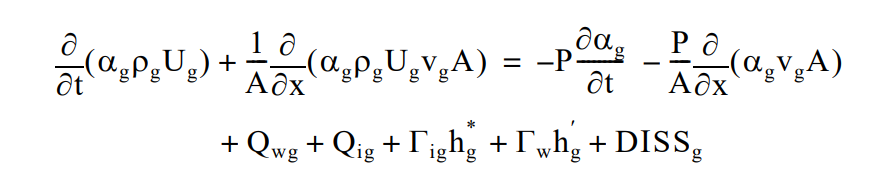 ∂/∂t(α_gρ_gU_g) + 1/A ∂/∂x(α_gρ_gU_gv_gA) = −P ∂α_g/∂t − P/A ∂/∂x(α_gv_gA)
+ Q_wg + Q_ig + Γ_igh_g^* + Γ_wh_g^′ + DISS_g